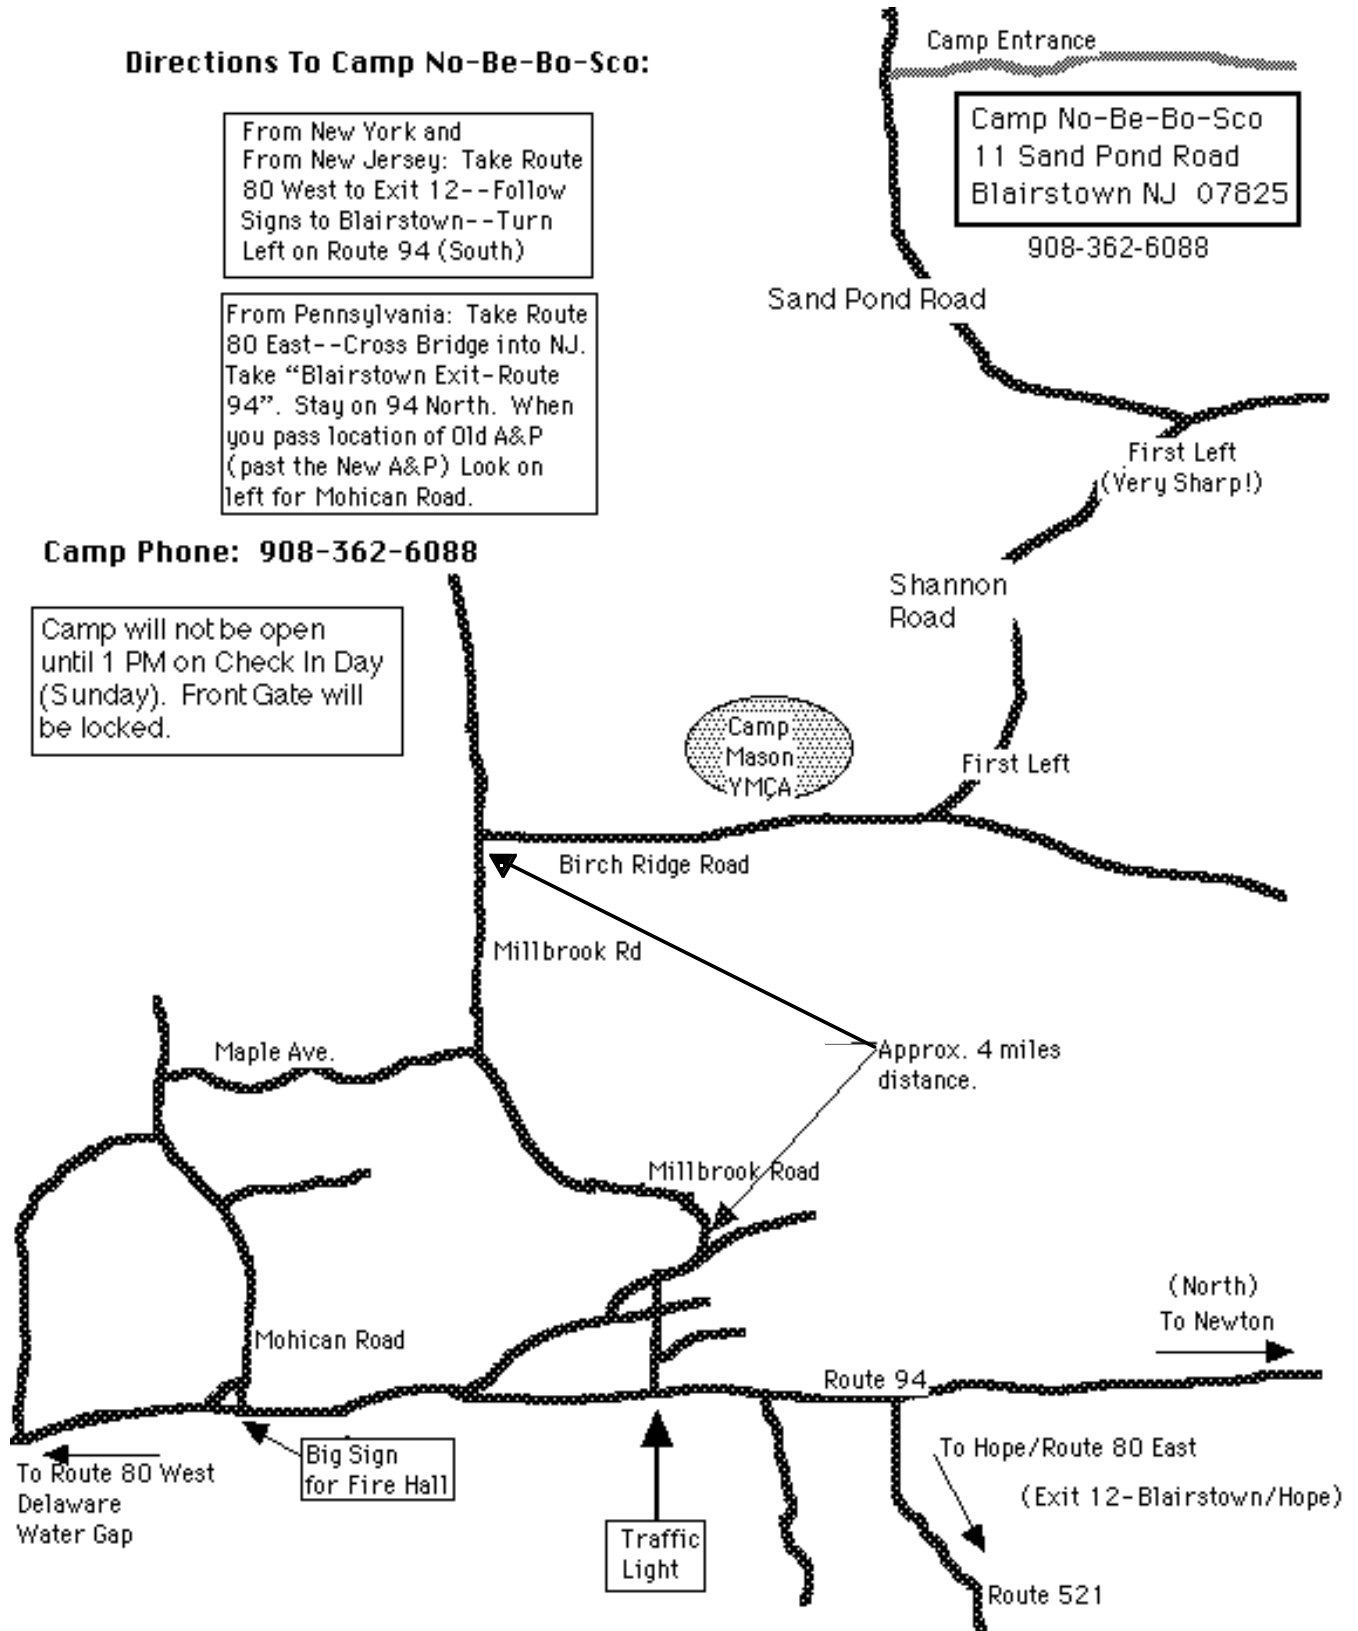 Directions To Camp No-Be-Bo-Sco:
From New York and
From New Jersey: Take Route
80 West to Exit 12--Follow
Signs to Blairstown--Turn
Left on Route 94 (South)
From Pennsylvania: Take Route
80 East--Cross Bridge into NJ.
Take “Blairstown Exit-Route
94”. Stay on 94 North. When
you pass location of Old A&P
(past the New A&P) Look on
left for Mohican Road.
Camp Phone: 908-362-6088
Camp will not be open
until 1 PM on Check In Day
(Sunday). Front Gate will
be locked.
Camp Entrance
Camp No-Be-Bo-Sco
11 Sand Pond Road
Blairstown NJ 07825
908-362-6088
Sand Pond Road
First Left
(Very Sharp!)
Shannon
Road
Camp
Mason
YMCA
First Left
Birch Ridge Road
Millbrook Rd
Maple Ave.
Approx. 4 miles
distance.
Millbrook Road
Mohican Road
(North)
To Newton
Route 94
Big Sign
for Fire Hall
To Route 80 West
Delaware
Water Gap
Traffic
Light
To Hope/Route 80 East
(Exit 12-Blairstown/Hope)
Route 521